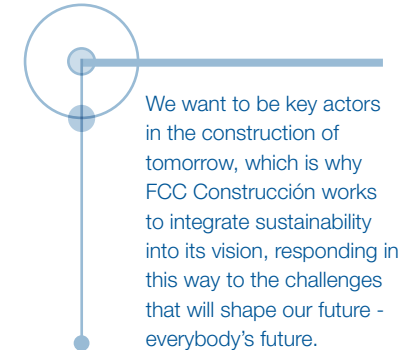 We want to be key actors
in the construction of
tomorrow, which is why
FCC Construcción works
to integrate sustainability
into its vision, responding in
this way to the challenges
that will shape our future -
everybody's future.